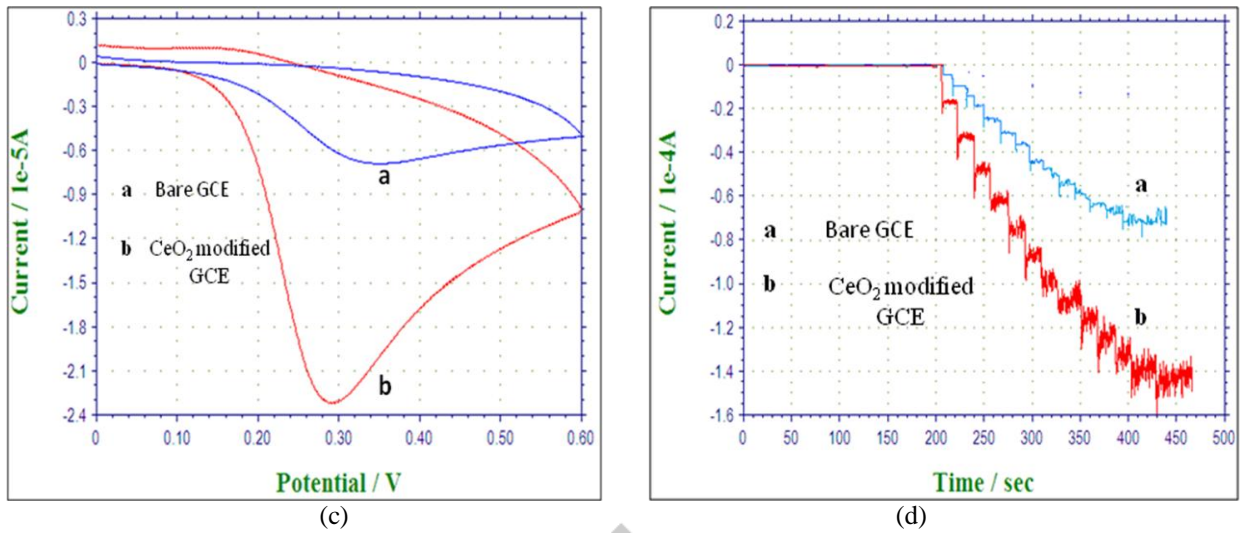 0.3
0
-0.3
-0.6
-0.9
-1.2
-1.5
-1.8
-2.1
-2.4
Current / 1e-5A
a
a Bare GCE
b CeO₂ modified
GCE
b
0 0.10 0.20 0.30 0.40 0.50 0.60
Potential / V
(c)
0.2
0
-0.2
-0.4
-0.6
-0.8
-1.0
-1.2
-1.4
-1.6
Current / 1e-4A
a
a Bare GCE
b CeO₂ modified
GCE
b
0 50 100 150 200 250 300 350 400 450 500
Time / sec
(d)